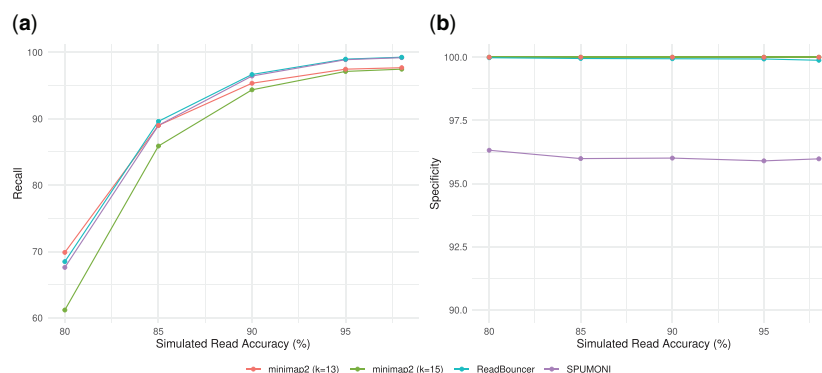 (a)
(b)
100
90
80
70
60
Recall
80
85
90
95
Simulated Read Accuracy (%)
100.0
97.5
95.0
92.5
90.0
Specificity
80
85
90
95
Simulated Read Accuracy (%)
minimap2 (k=13)
minimap2 (k=15)
ReadBouncer
SPUMONI